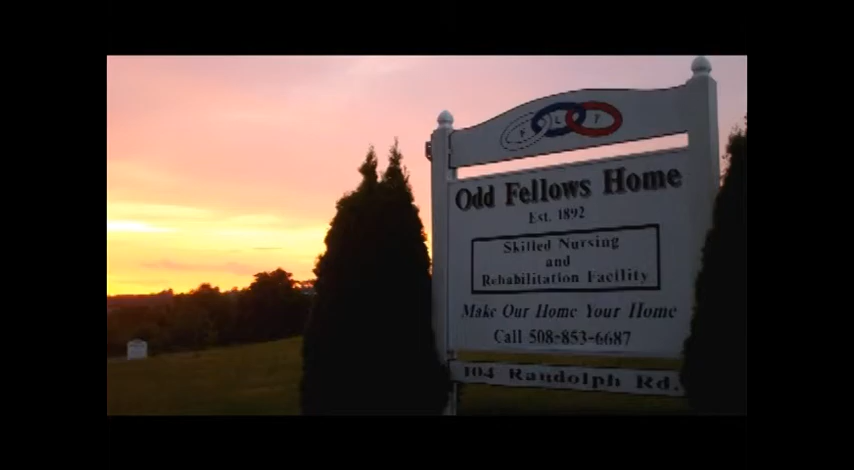 F L T
Odd Fellows Home
Est. 1892
Skilled Nursing
and
Rehabilitation Facility
Make Our Home Your Home
Call 508-853-6687
104 Randolph Rd.